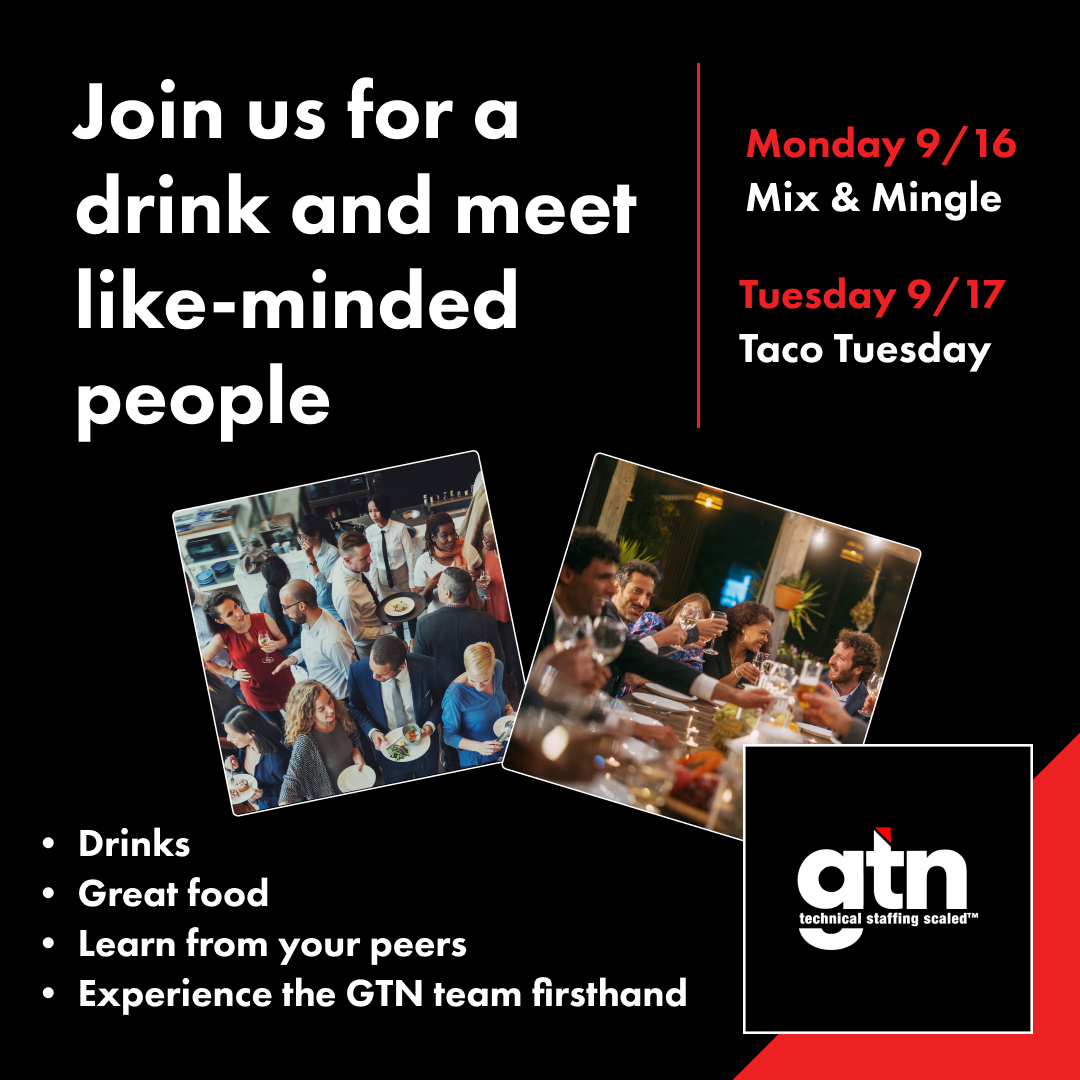 Join us for a
drink and meet
like-minded
people
Monday 9/16
Mix & Mingle
Tuesday 9/17
Taco Tuesday
• Drinks
• Great food
• Learn from your peers
• Experience the GTN team firsthand
gtn
technical staffing scaled™